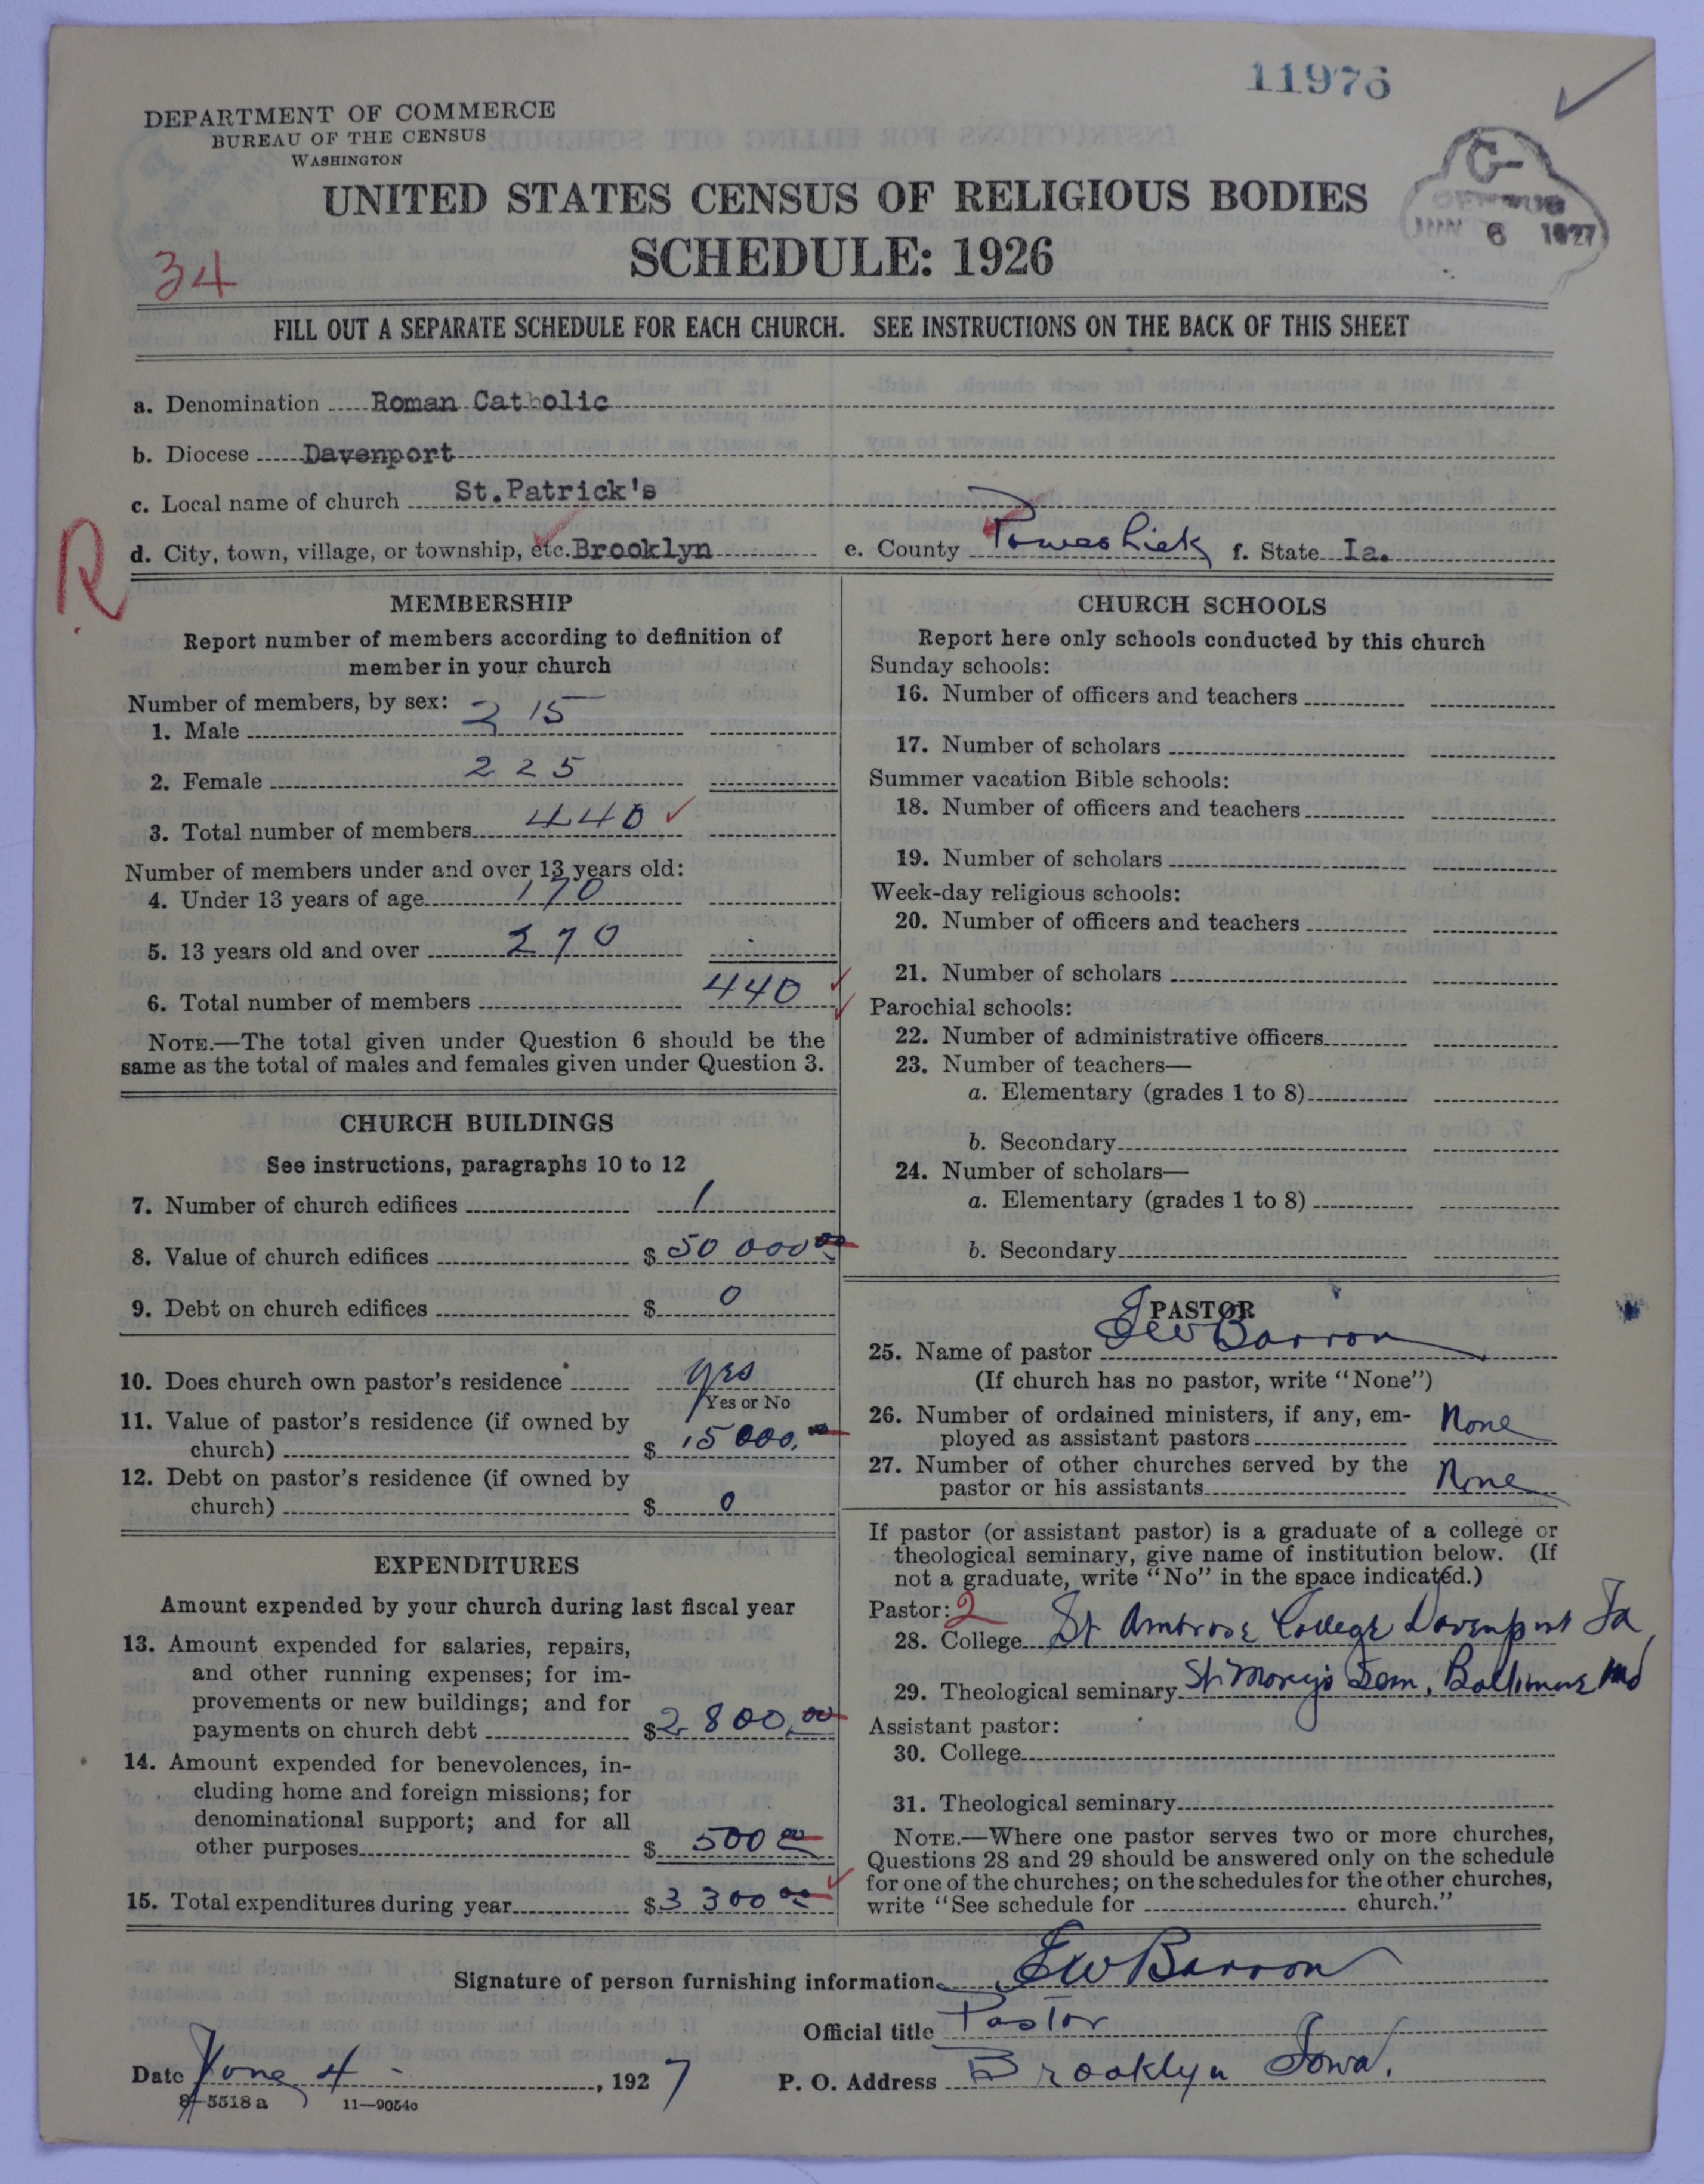 11976
DEPARTMENT OF COMMERCE
BUREAU OF THE CENSUS
WASHINGTON
G-
CENSUS
JUN 6 1927
UNITED STATES CENSUS OF RELIGIOUS BODIES
SCHEDULE: 1926
34
FILL OUT A SEPARATE SCHEDULE FOR EACH CHURCH. SEE INSTRUCTIONS ON THE BACK OF THIS SHEET
a. Denomination Roman Catholic
b. Diocese Davenport
c. Local name of church St.Patrick's
d. City, town, village, or township, etc. Brooklyn e. County Poweshiek f. State Ia.
R
MEMBERSHIP
Report number of members according to definition of
member in your church
Number of members, by sex:
1. Male 215
2. Female 225
3. Total number of members 440
Number of members under and over 13 years old:
4. Under 13 years of age 170
5. 13 years old and over 270
6. Total number of members 440
NOTE.—The total given under Question 6 should be the
same as the total of males and females given under Question 3.
CHURCH BUILDINGS
See instructions, paragraphs 10 to 12
7. Number of church edifices 1
8. Value of church edifices $ 50 000 00
9. Debt on church edifices $ 0
10. Does church own pastor's residence yes
Yes or No
11. Value of pastor's residence (if owned by
church) $ 15 000. 00
12. Debt on pastor's residence (if owned by
church) $ 0
EXPENDITURES
Amount expended by your church during last fiscal year
13. Amount expended for salaries, repairs,
and other running expenses; for im-
provements or new buildings; and for
payments on church debt $ 2 800.00
14. Amount expended for benevolences, in-
cluding home and foreign missions; for
denominational support; and for all
other purposes $ 500 00
15. Total expenditures during year $ 3 300 00
CHURCH SCHOOLS
Report here only schools conducted by this church
Sunday schools:
16. Number of officers and teachers
17. Number of scholars
Summer vacation Bible schools:
18. Number of officers and teachers
19. Number of scholars
Week-day religious schools:
20. Number of officers and teachers
21. Number of scholars
Parochial schools:
22. Number of administrative officers
23. Number of teachers—
a. Elementary (grades 1 to 8)
b. Secondary
24. Number of scholars—
a. Elementary (grades 1 to 8)
b. Secondary
PASTOR
25. Name of pastor E W Barron
(If church has no pastor, write "None")
26. Number of ordained ministers, if any, em-
ployed as assistant pastors None
27. Number of other churches served by the
pastor or his assistants None
If pastor (or assistant pastor) is a graduate of a college or
theological seminary, give name of institution below. (If
not a graduate, write "No" in the space indicated.)
Pastor: 2
28. College St Ambrose College Davenport Ia,
29. Theological seminary St Mary's Sem. Baltimore Md
Assistant pastor:
30. College
31. Theological seminary
NOTE.—Where one pastor serves two or more churches,
Questions 28 and 29 should be answered only on the schedule
for one of the churches; on the schedules for the other churches,
write "See schedule for church."
Signature of person furnishing information E W Barron
Official title Pastor
Date June 4 - , 1927 P. O. Address Brooklyn Iowa.
8-5518a 11—9054c